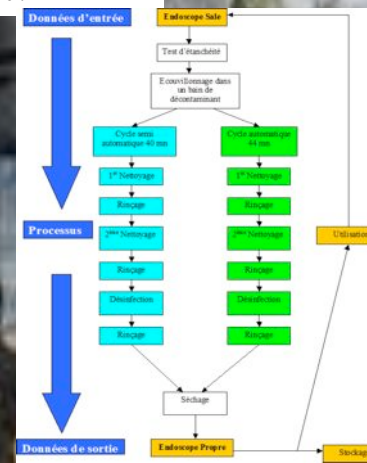 Données d'entrée
Endoscope Sale
Test d'étanchéité
Ecouvillonnage dans
un bain de
décontaminant
Cycle semi
automatique 40 mn
Cycle automatique
44 mn
1er Nettoyage
1er Nettoyage
Rinçage
Rinçage
Processus
2ème Nettoyage
2ème Nettoyage
Utilisation
Rinçage
Rinçage
Désinfection
Désinfection
Rinçage
Rinçage
Séchage
Données de sortie
Endoscope Propre
Stockage